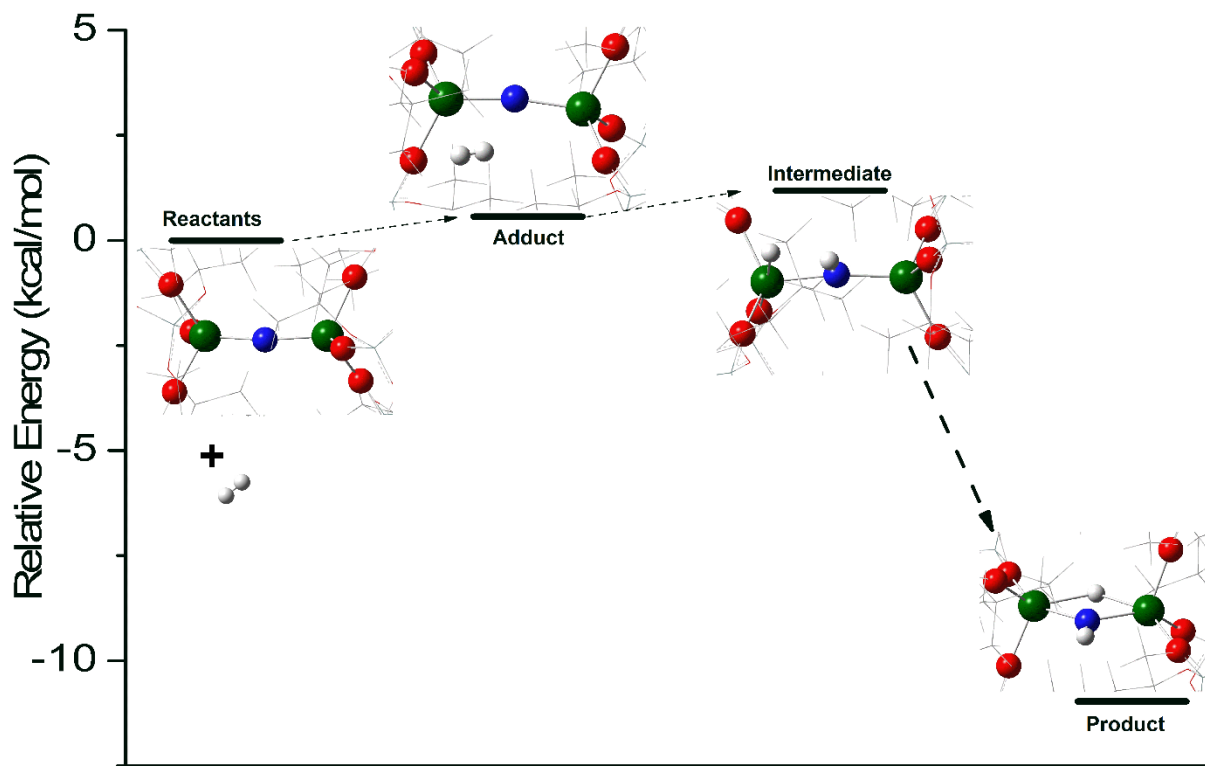 Relative Energy (kcal/mol)
5
0
-5
-10
Reactants
+
Adduct
Intermediate
Product